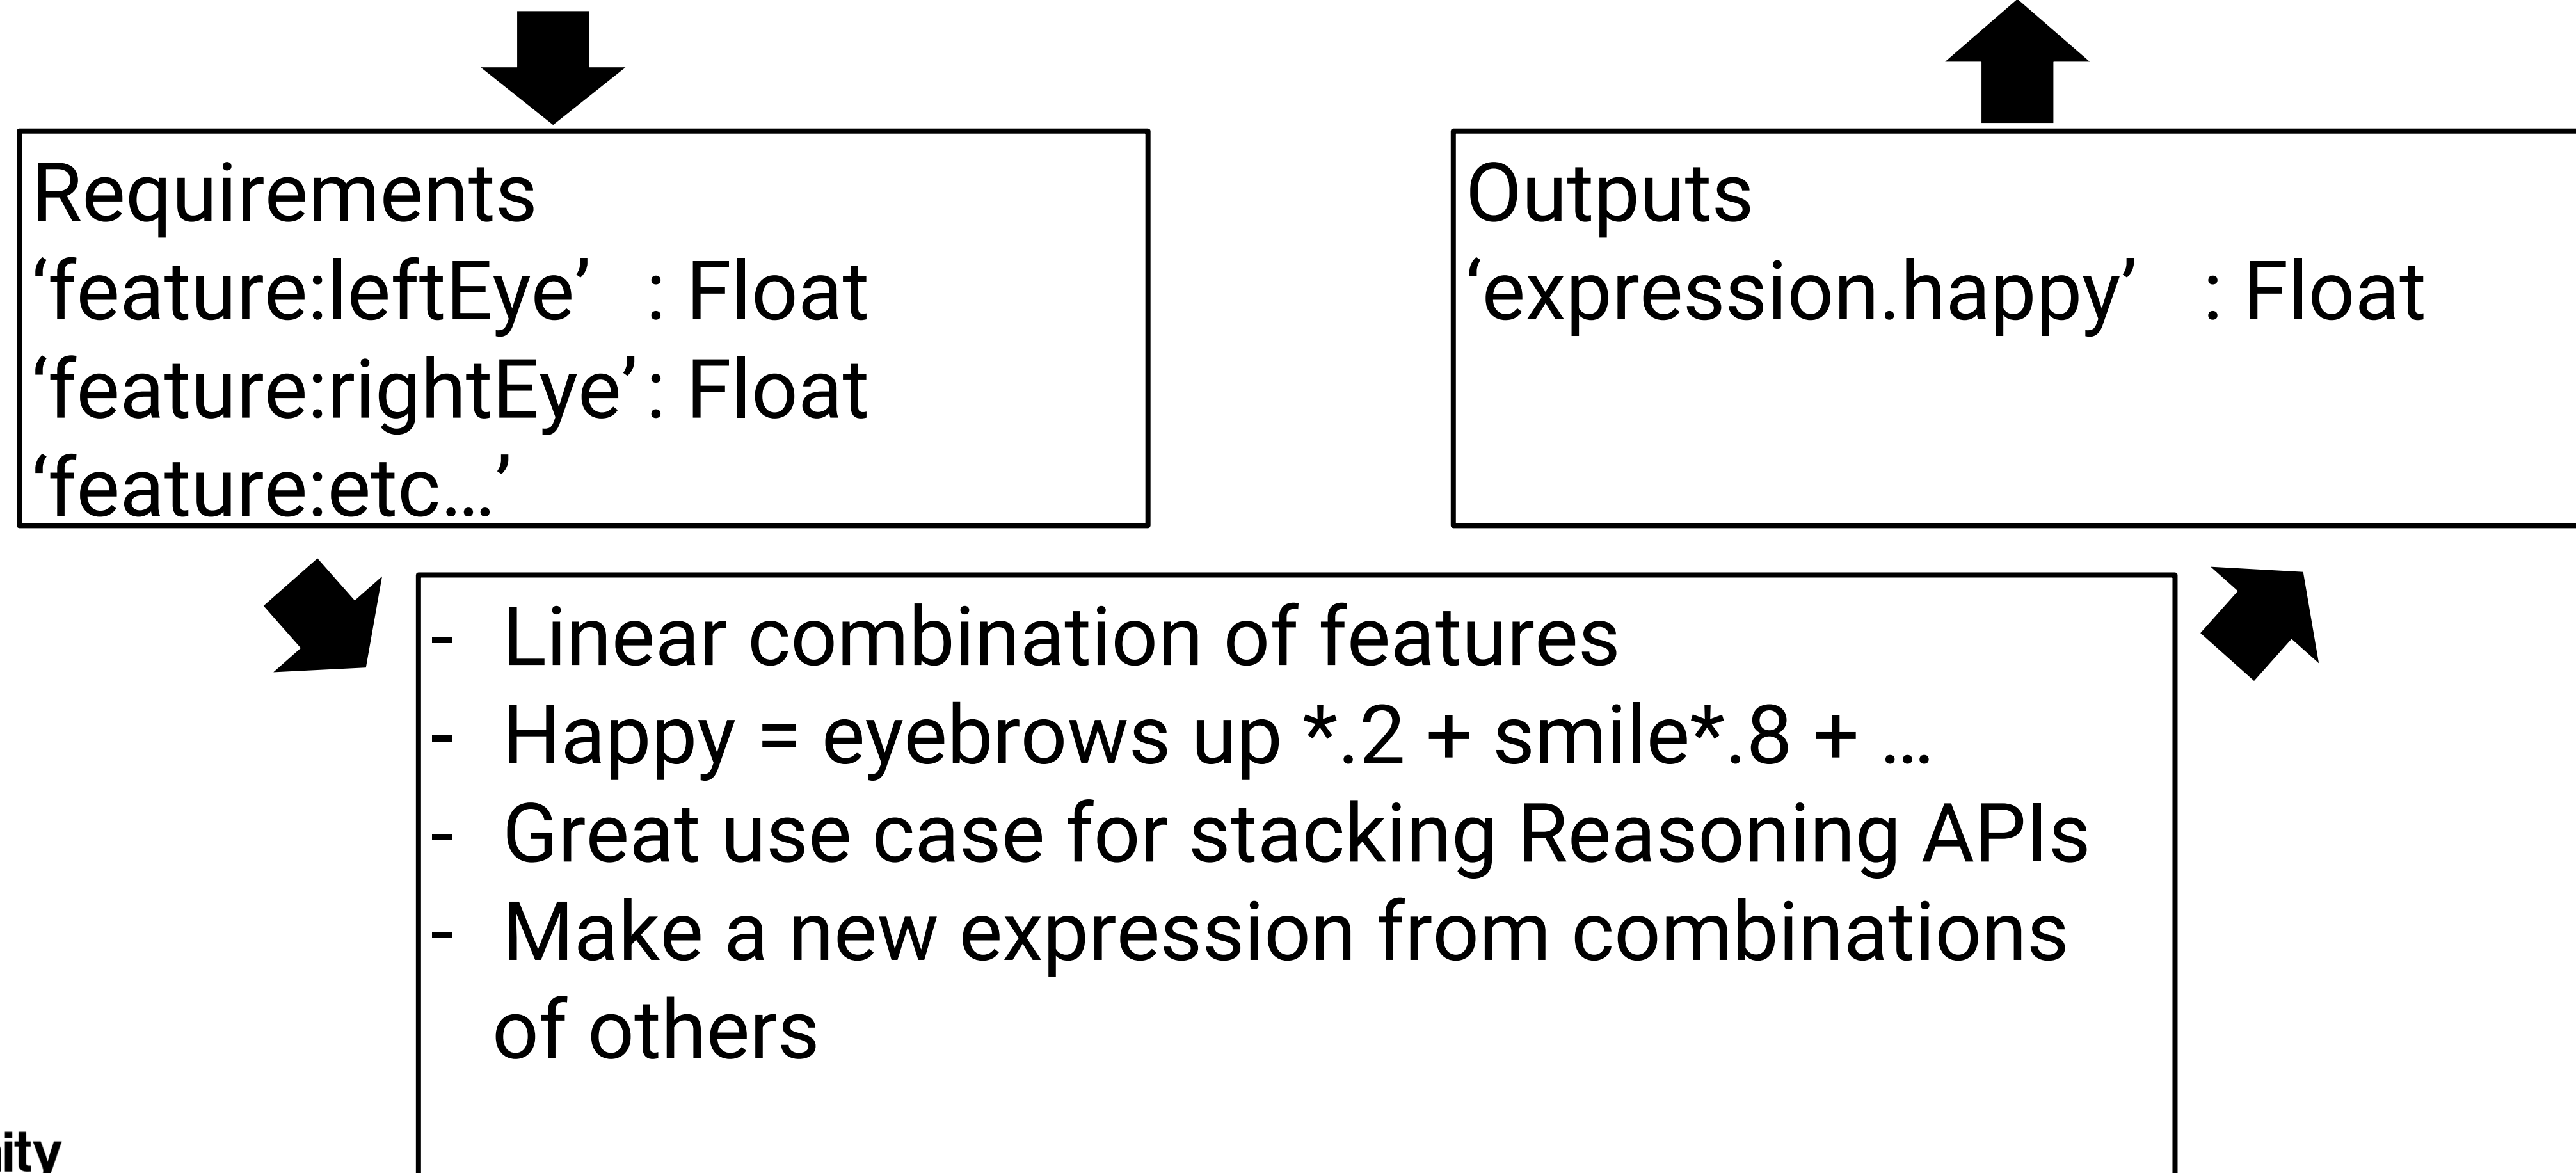 Requirements
‘feature:leftEye’ : Float
‘feature:rightEye’ : Float
‘feature:etc…’
Outputs
‘expression.happy’ : Float
- Linear combination of features
- Happy = eyebrows up *.2 + smile*.8 + …
- Great use case for stacking Reasoning APIs
- Make a new expression from combinations
of others